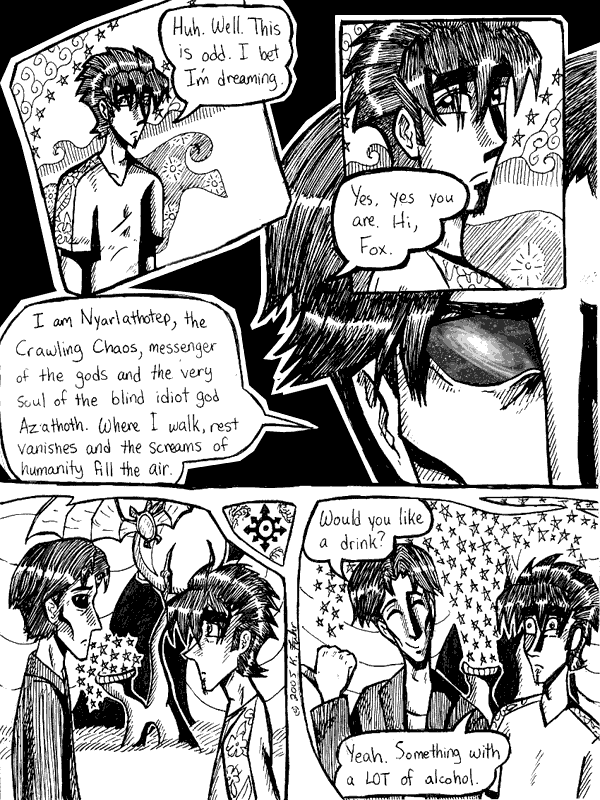 Huh. Well. This
is odd. I bet
I'm dreaming.
Yes, yes you
are. Hi,
Fox.
I am Nyarlathotep, the
Crawling Chaos, messenger
of the gods and the very
soul of the blind idiot god
Azathoth. Where I walk, rest
vanishes and the screams of
humanity fill the air.
Would you like
a drink?
Yeah. Something with
a LOT of alcohol.
© 2005 K.